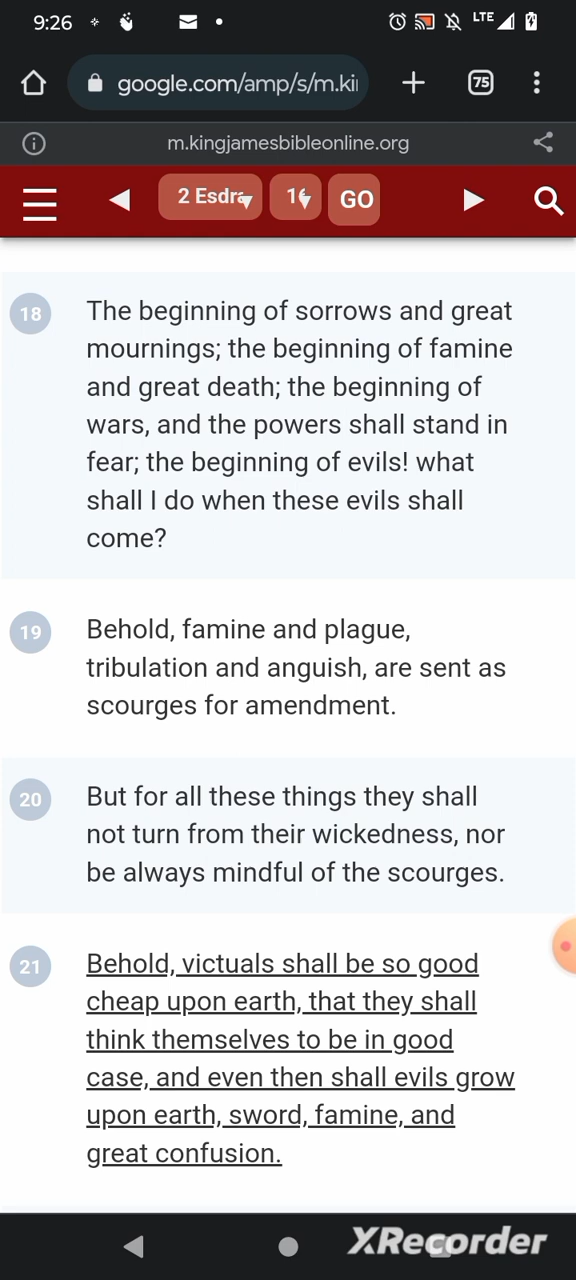 9:26
LTE
google.com/amp/s/m.ki
75
m.kingjamesbibleonline.org
2 Esdra
GO
18
The beginning of sorrows and great
mournings; the beginning of famine
and great death; the beginning of
wars, and the powers shall stand in
fear; the beginning of evils! what
shall I do when these evils shall
come?
19
Behold, famine and plague,
tribulation and anguish, are sent as
scourges for amendment.
20
But for all these things they shall
not turn from their wickedness, nor
be always mindful of the scourges.
21
Behold, victuals shall be so good
cheap upon earth, that they shall
think themselves to be in good
case, and even then shall evils grow
upon earth, sword, famine, and
great confusion.
XRecorder